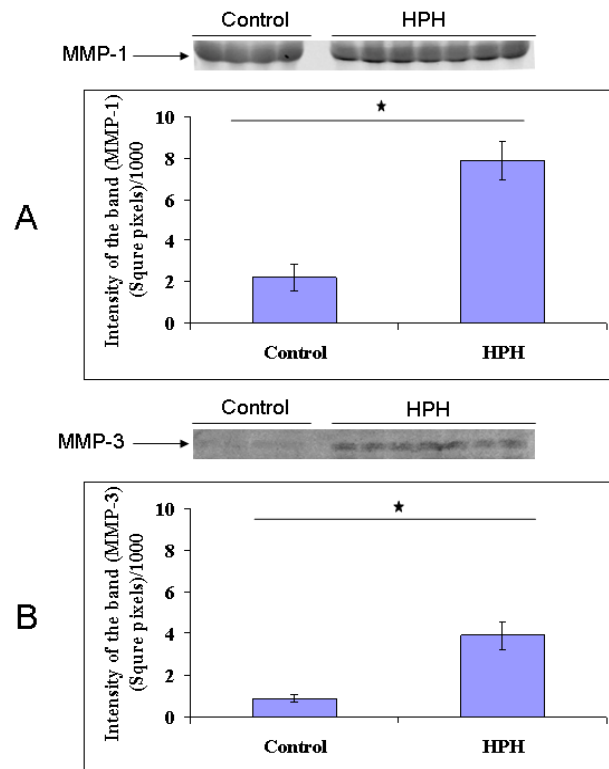 Control HPH
MMP-1
A
Intensity of the band (MMP-1)
(Squre pixels)/1000
10
8
6
4
2
0
Control HPH
Control HPH
MMP-3
B
Intensity of the band (MMP-3)
(Squre pixels)/1000
10
8
6
4
2
0
Control HPH